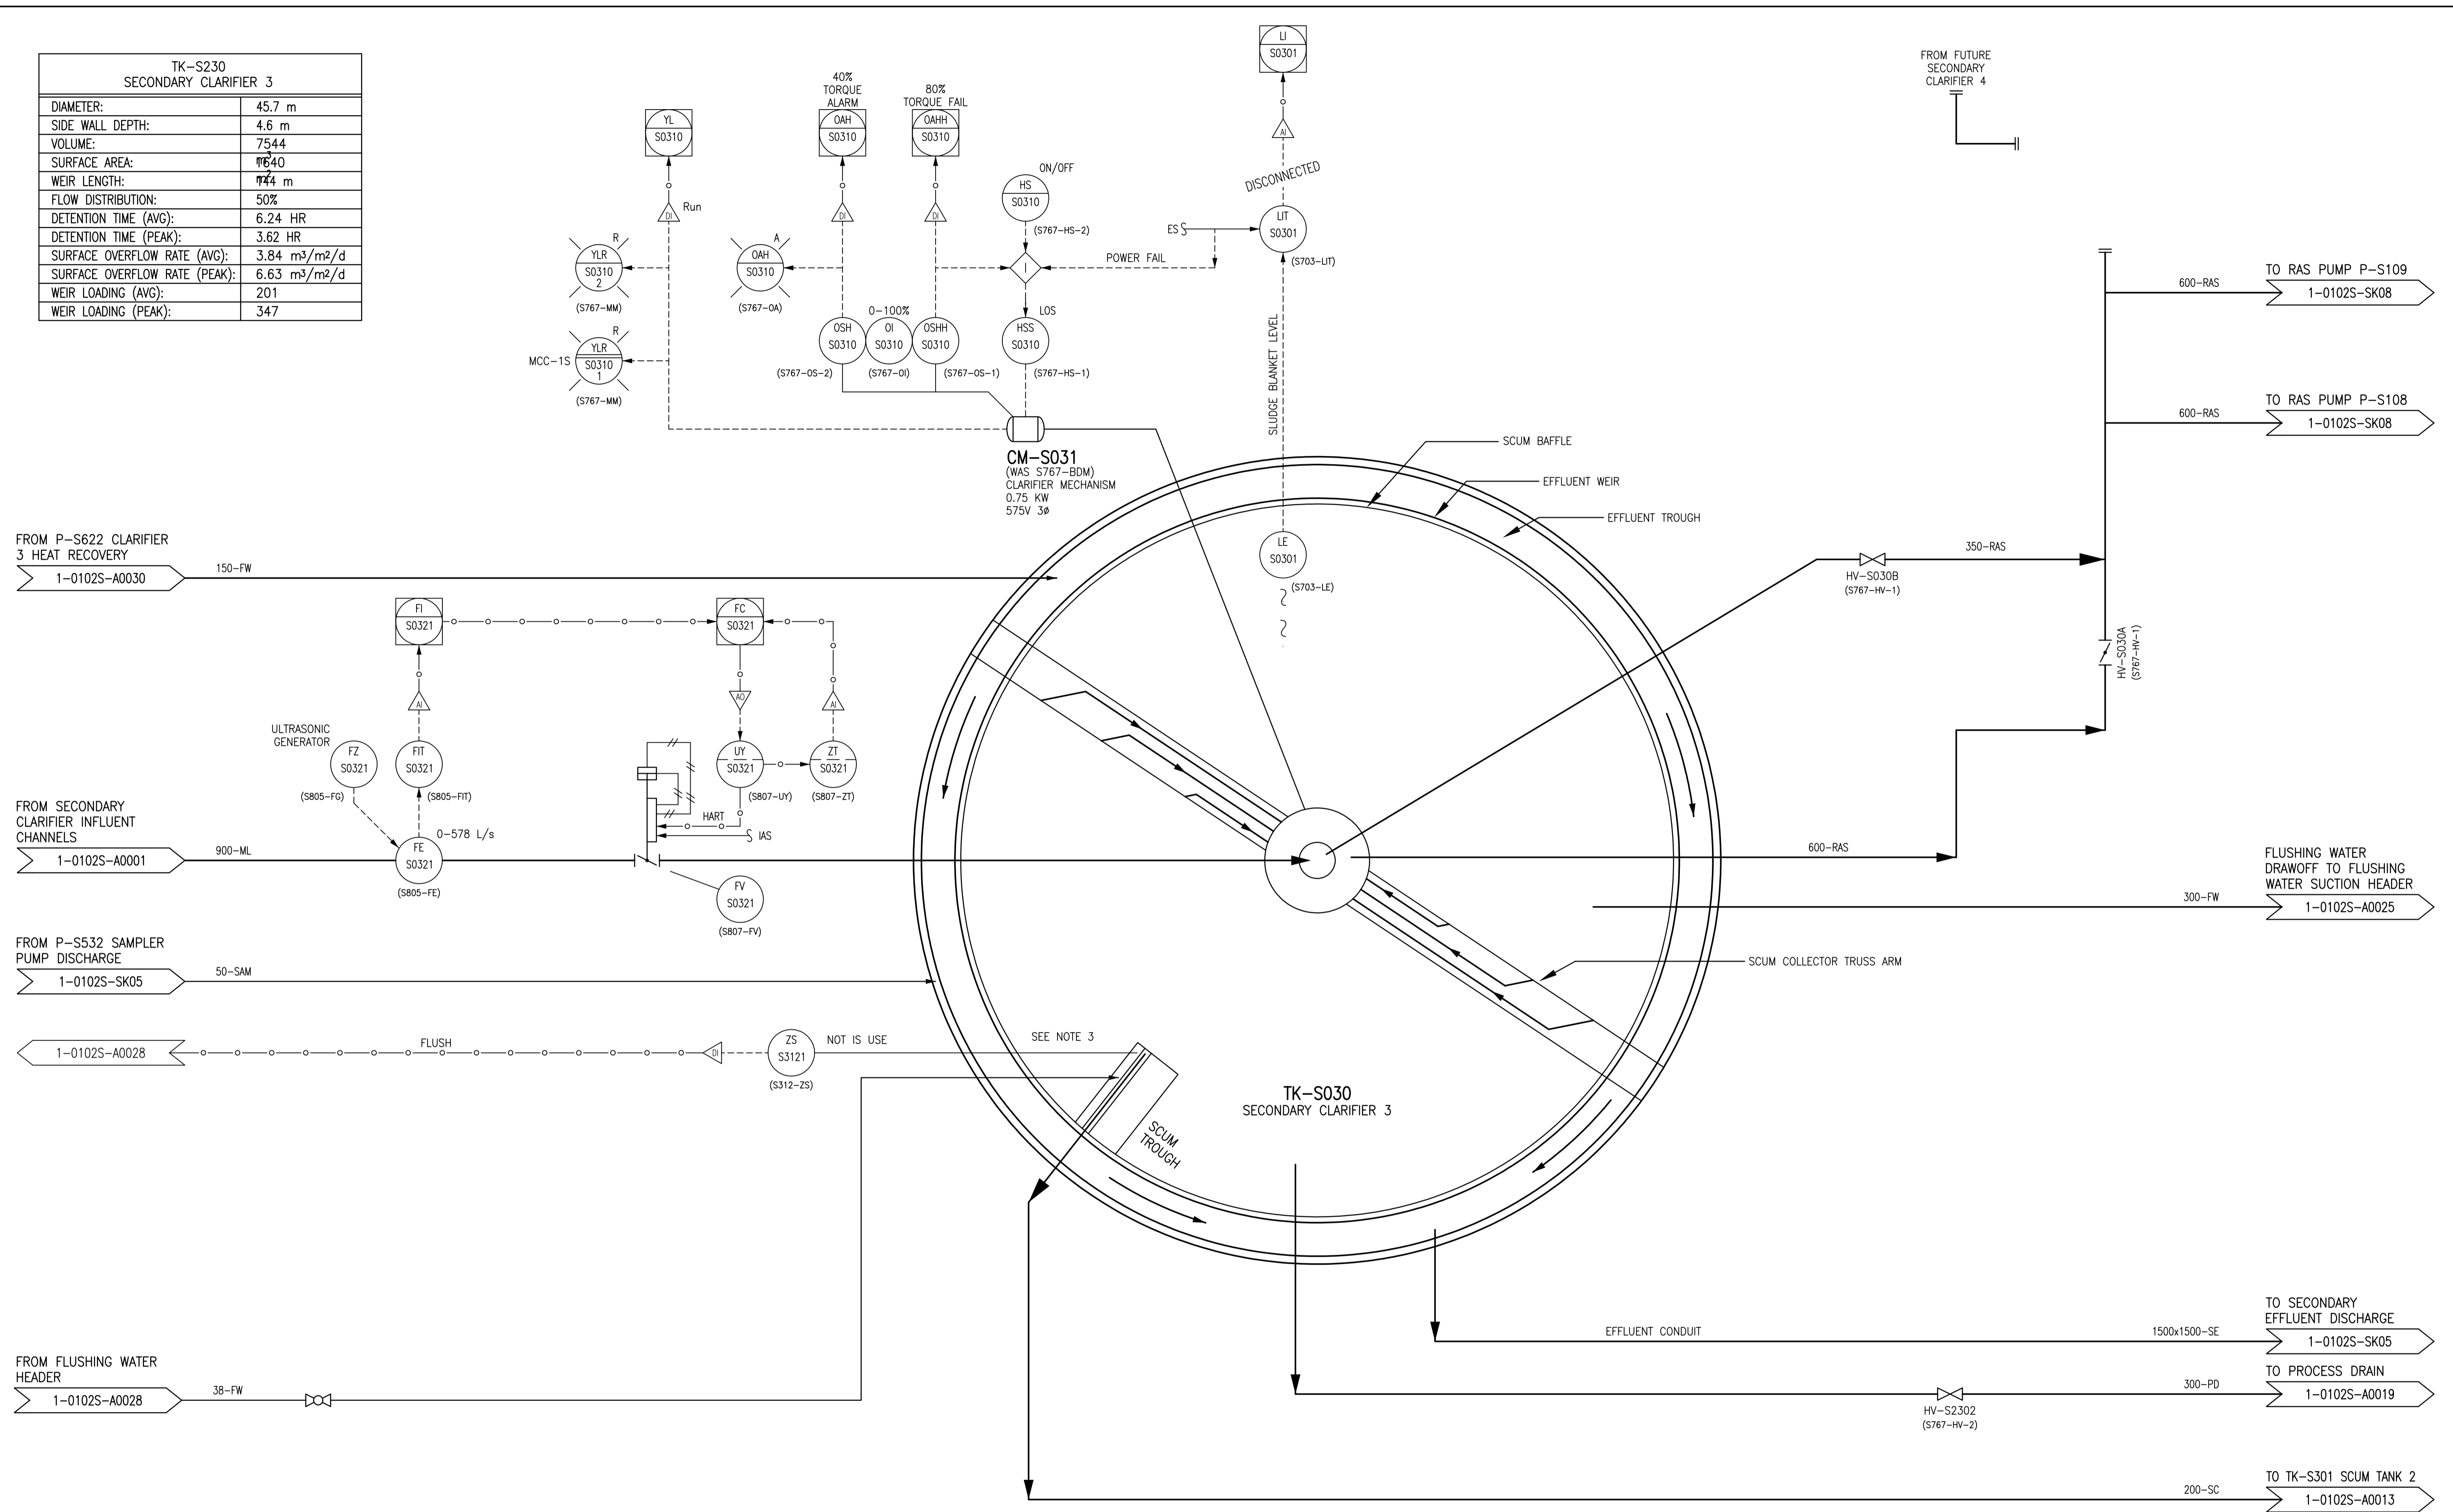 TK-S230
SECONDARY CLARIFIER 3
DIAMETER: 45.7 m
SIDE WALL DEPTH: 4.6 m
VOLUME: 7544
m3
SURFACE AREA: 1640
m2
WEIR LENGTH: 144 m
FLOW DISTRIBUTION: 50%
DETENTION TIME (AVG): 6.24 HR
DETENTION TIME (PEAK): 3.62 HR
SURFACE OVERFLOW RATE (AVG): 3.84 m³/m²/d
SURFACE OVERFLOW RATE (PEAK): 6.63 m³/m²/d
WEIR LOADING (AVG): 201
WEIR LOADING (PEAK): 347
YL
S0310
DI
Run
R
YLR
S0310
2
(S767-MM)
R
MCC-1S
YLR
S0310
1
(S767-MM)
40%
TORQUE
ALARM
OAH
S0310
DI
A
OAH
S0310
(S767-OA)
80%
TORQUE FAIL
OAHH
S0310
DI
ON/OFF
HS
S0310
(S767-HS-2)
I
POWER FAIL
LOS
HSS
S0310
(S767-HS-1)
OSH
S0310
(S767-OS-2)
0-100%
OI
S0310
(S767-OI)
OSHH
S0310
(S767-OS-1)
LI
S0301
AI
DISCONNECTED
ES
LIT
S0301
(S703-LIT)
SLUDGE BLANKET LEVEL
LE
S0301
(S703-LE)
CM-S031
(WAS S767-BDM)
CLARIFIER MECHANISM
0.75 KW
575V 3ø
SCUM BAFFLE
EFFLUENT WEIR
EFFLUENT TROUGH
FROM FUTURE
SECONDARY
CLARIFIER 4
TO RAS PUMP P-S109
600-RAS
1-0102S-SK08
TO RAS PUMP P-S108
600-RAS
1-0102S-SK08
350-RAS
HV-S030B
(S767-HV-1)
HV-S030A
(S767-HV-1)
600-RAS
FLUSHING WATER
DRAWOFF TO FLUSHING
WATER SUCTION HEADER
300-FW
1-0102S-A0025
SCUM COLLECTOR TRUSS ARM
FROM P-S622 CLARIFIER
3 HEAT RECOVERY
1-0102S-A0030
150-FW
FI
S0321
AI
FC
S0321
AO
AI
ULTRASONIC
GENERATOR
FZ
S0321
(S805-FG)
FIT
S0321
(S805-FIT)
UY
S0321
(S807-UY)
ZT
S0321
(S807-ZT)
HART
IAS
FROM SECONDARY
CLARIFIER INFLUENT
CHANNELS
1-0102S-A0001
900-ML
0-578 L/s
FE
S0321
(S805-FE)
FV
S0321
(S807-FV)
FROM P-S532 SAMPLER
PUMP DISCHARGE
1-0102S-SK05
50-SAM
1-0102S-A0028
FLUSH
DI
ZS
S3121
(S312-ZS)
NOT IS USE
SEE NOTE 3
SCUM
TROUGH
TK-S030
SECONDARY CLARIFIER 3
FROM FLUSHING WATER
HEADER
1-0102S-A0028
38-FW
EFFLUENT CONDUIT
1500x1500-SE
TO SECONDARY
EFFLUENT DISCHARGE
1-0102S-SK05
TO PROCESS DRAIN
300-PD
1-0102S-A0019
HV-S2302
(S767-HV-2)
TO TK-S301 SCUM TANK 2
200-SC
1-0102S-A0013